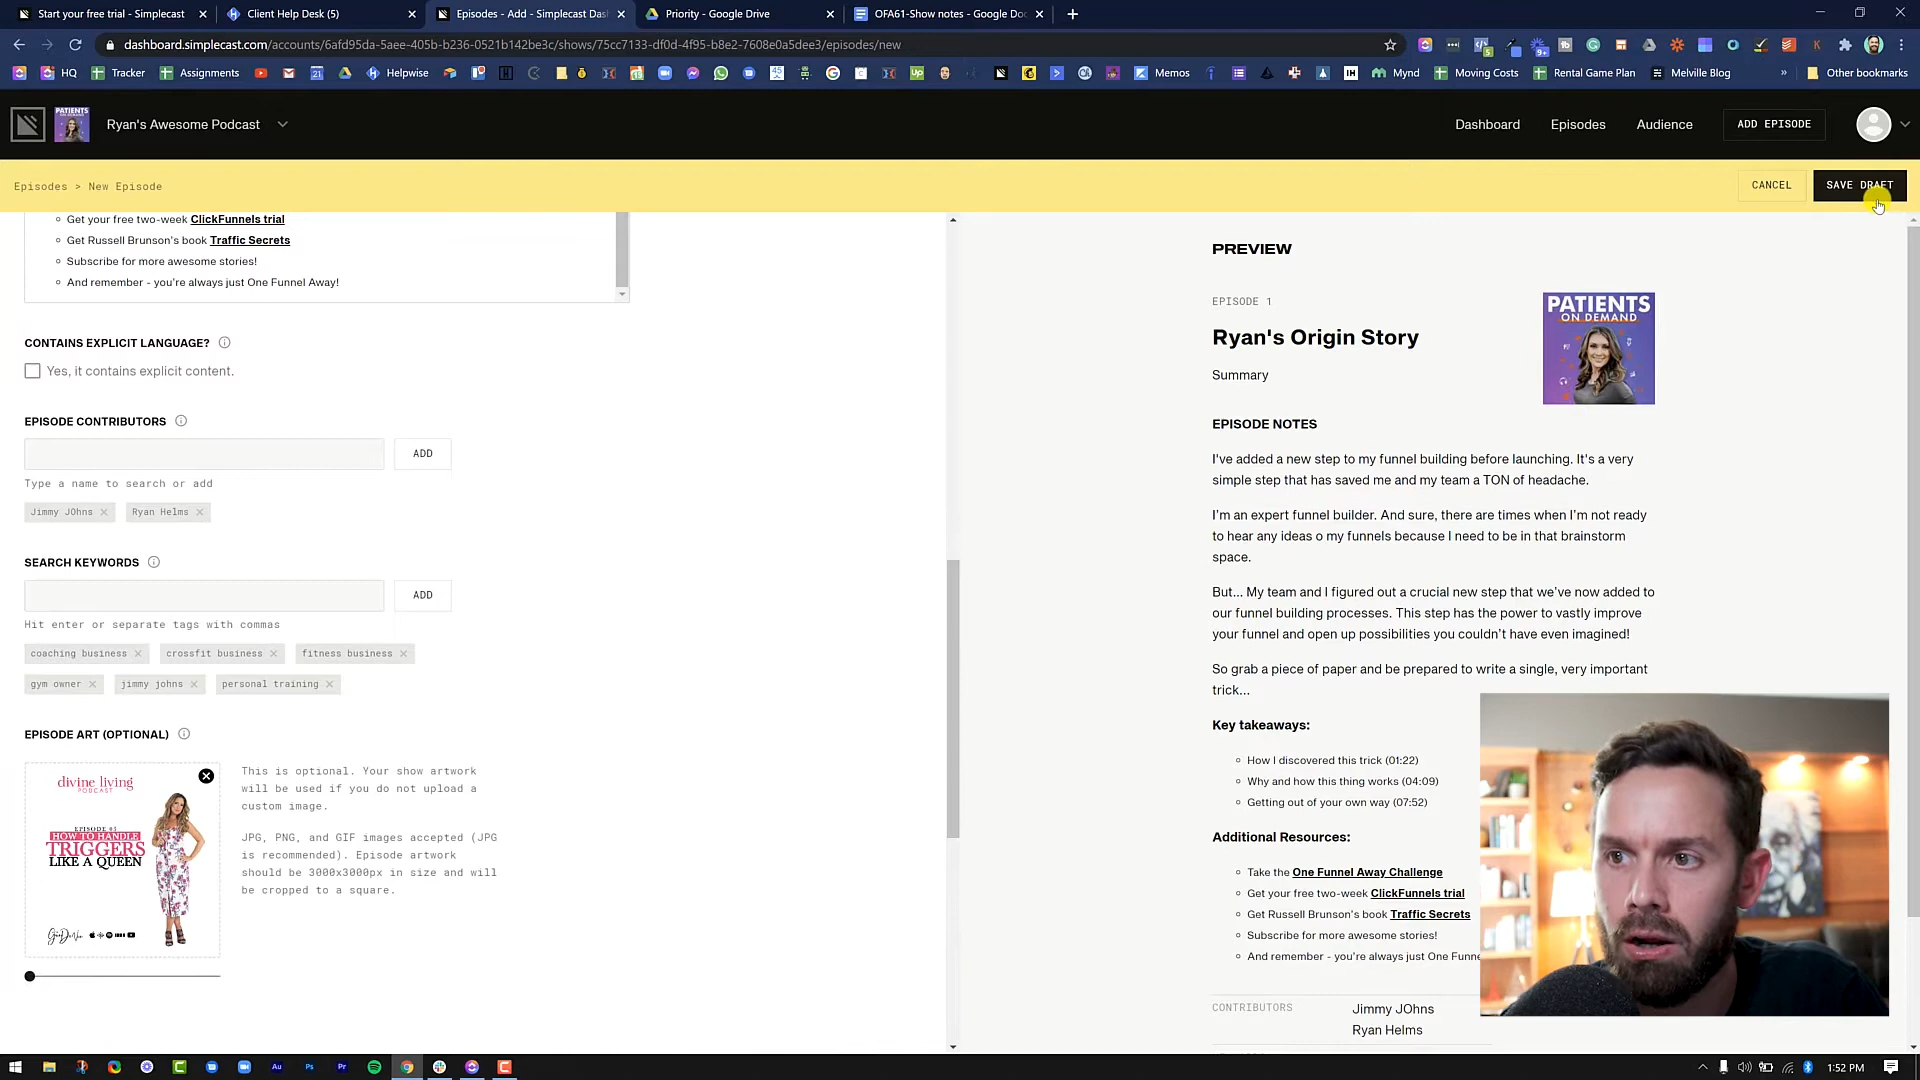 Start your free trial - Simplecast
Client Help Desk (5)
Episodes - Add - Simplecast Das
Priority - Google Drive
OFA61-Show notes - Google Doc
dashboard.simplecast.com/accounts/6afd95da-5aee-405b-b236-0521b142be3c/shows/75cc7133-df0d-4f95-b8e2-7608e0a5dee3/episodes/new
HQ
Tracker
Assignments
Helpwise
Memos
Mynd
Moving Costs
Rental Game Plan
Melville Blog
Other bookmarks
PATIENTS
ON DEMAND
Ryan's Awesome Podcast
Dashboard
Episodes
Audience
ADD EPISODE
Episodes > New Episode
CANCEL
SAVE DRAFT
Get your free two-week ClickFunnels trial
Get Russell Brunson's book Traffic Secrets
Subscribe for more awesome stories!
And remember - you're always just One Funnel Away!
CONTAINS EXPLICIT LANGUAGE?
Yes, it contains explicit content.
EPISODE CONTRIBUTORS
ADD
Type a name to search or add
Jimmy JOhns
Ryan Helms
SEARCH KEYWORDS
ADD
Hit enter or separate tags with commas
coaching business
crossfit business
fitness business
gym owner
jimmy johns
personal training
EPISODE ART (OPTIONAL)
divine living
PODCAST
EPISODE 03
HOW TO HANDLE
TRIGGERS
LIKE A QUEEN
This is optional. Your show artwork
will be used if you do not upload a
custom image.
JPG, PNG, and GIF images accepted (JPG
is recommended). Episode artwork
should be 3000x3000px in size and will
be cropped to a square.
PREVIEW
EPISODE 1
Ryan's Origin Story
Summary
PATIENTS
ON DEMAND
EPISODE NOTES
I've added a new step to my funnel building before launching. It's a very
simple step that has saved me and my team a TON of headache.
I'm an expert funnel builder. And sure, there are times when I'm not ready
to hear any ideas o my funnels because I need to be in that brainstorm
space.
But... My team and I figured out a crucial new step that we've now added to
our funnel building processes. This step has the power to vastly improve
your funnel and open up possibilities you couldn't have even imagined!
So grab a piece of paper and be prepared to write a single, very important
trick...
Key takeaways:
How I discovered this trick (01:22)
Why and how this thing works (04:09)
Getting out of your own way (07:52)
Additional Resources:
Take the One Funnel Away Challenge
Get your free two-week ClickFunnels trial
Get Russell Brunson's book Traffic Secrets
Subscribe for more awesome stories!
And remember - you're always just One Funne
CONTRIBUTORS
Jimmy JOhns
Ryan Helms
1:52 PM